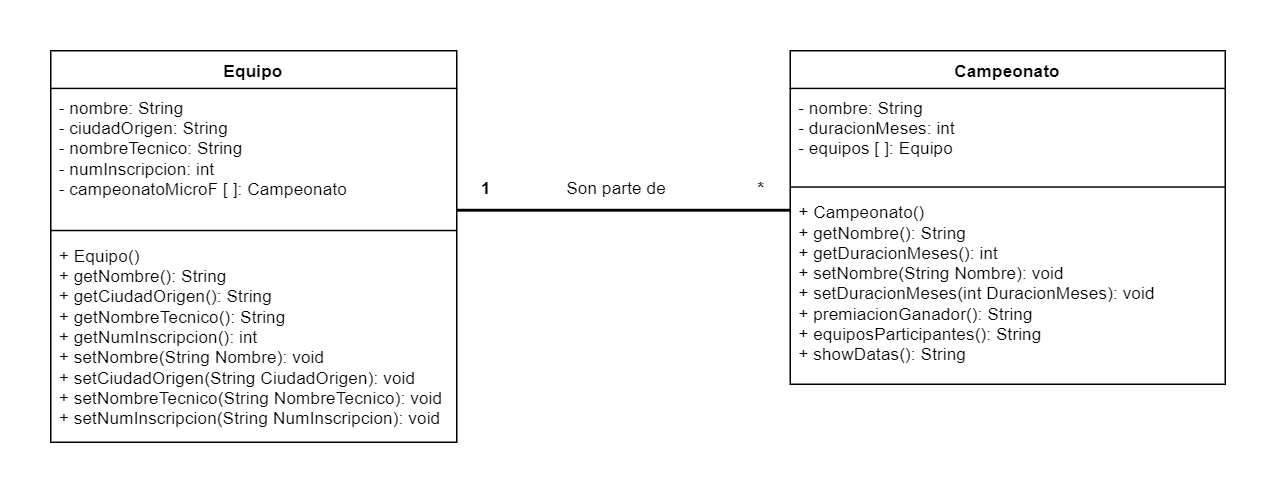 Equipo
- nombre: String
- ciudadOrigen: String
- nombreTecnico: String
- numInscripcion: int
- campeonatoMicroF [ ]: Campeonato
+ Equipo()
+ getNombre(): String
+ getCiudadOrigen(): String
+ getNombreTecnico(): String
+ getNumInscripcion(): int
+ setNombre(String Nombre): void
+ setCiudadOrigen(String CiudadOrigen): void
+ setNombreTecnico(String NombreTecnico): void
+ setNumInscripcion(String NumInscripcion): void
1 Son parte de *
Campeonato
- nombre: String
- duracionMeses: int
- equipos [ ]: Equipo
+ Campeonato()
+ getNombre(): String
+ getDuracionMeses(): int
+ setNombre(String Nombre): void
+ setDuracionMeses(int DuracionMeses): void
+ premiacionGanador(): String
+ equiposParticipantes(): String
+ showDatas(): String